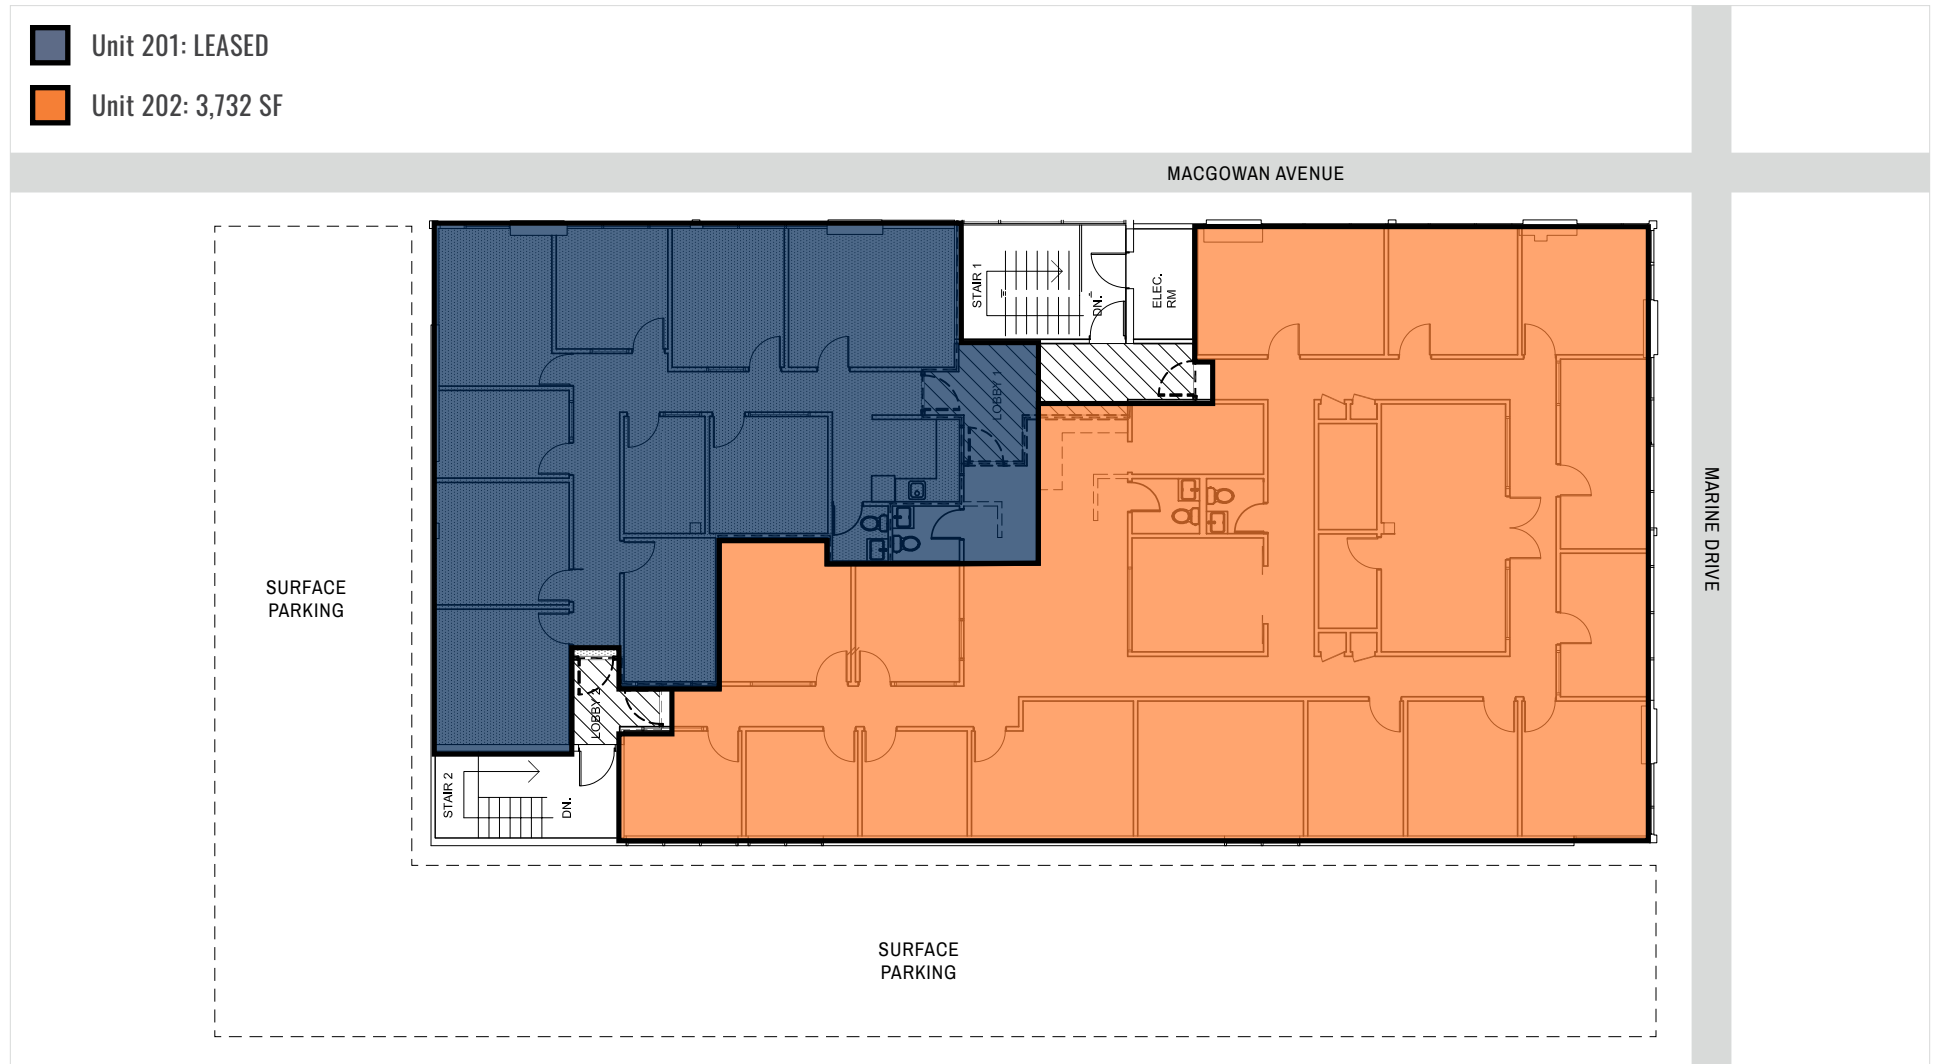 Unit 201: LEASED
Unit 202: 3,732 SF
MACGOWAN AVENUE
STAIR 1
DN.
ELEC.
RM
LOBBY 1
MARINE DRIVE
SURFACE
PARKING
LOBBY 2
STAIR 2
DN.
SURFACE
PARKING